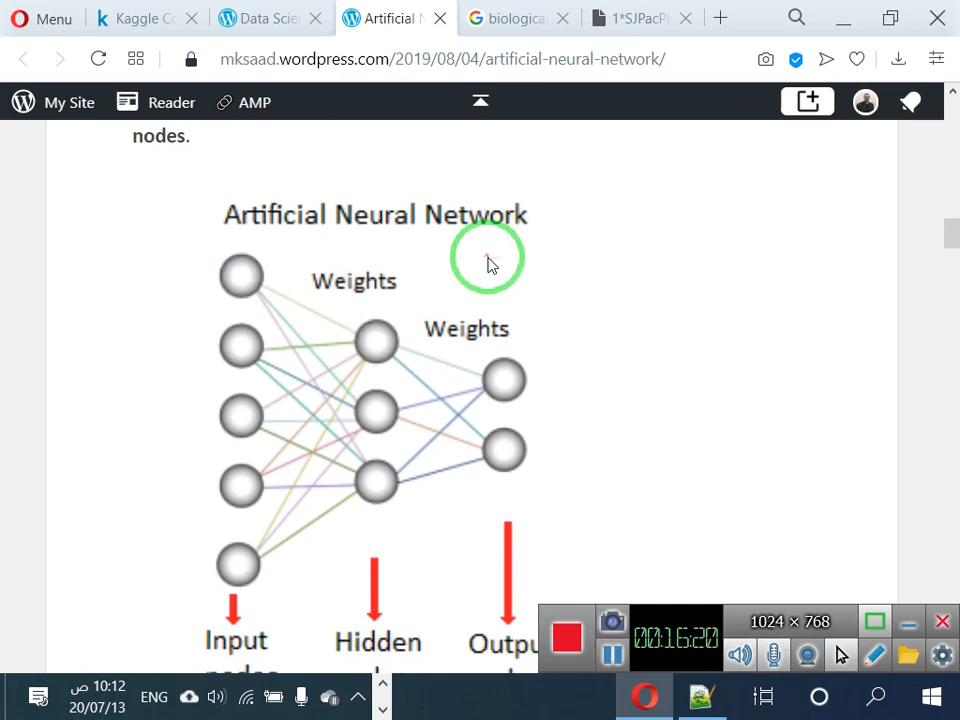 Menu
Kaggle Co
Data Scie
Artificial N
biological
1*SJPacPl
mksaad.wordpress.com/2019/08/04/artificial-neural-network/
My Site
Reader
AMP
nodes.
Artificial Neural Network
Weights
Weights
Input
Hidden
Outpu
1024 × 768
00:16:20
10:12 ص
ENG
20/07/13